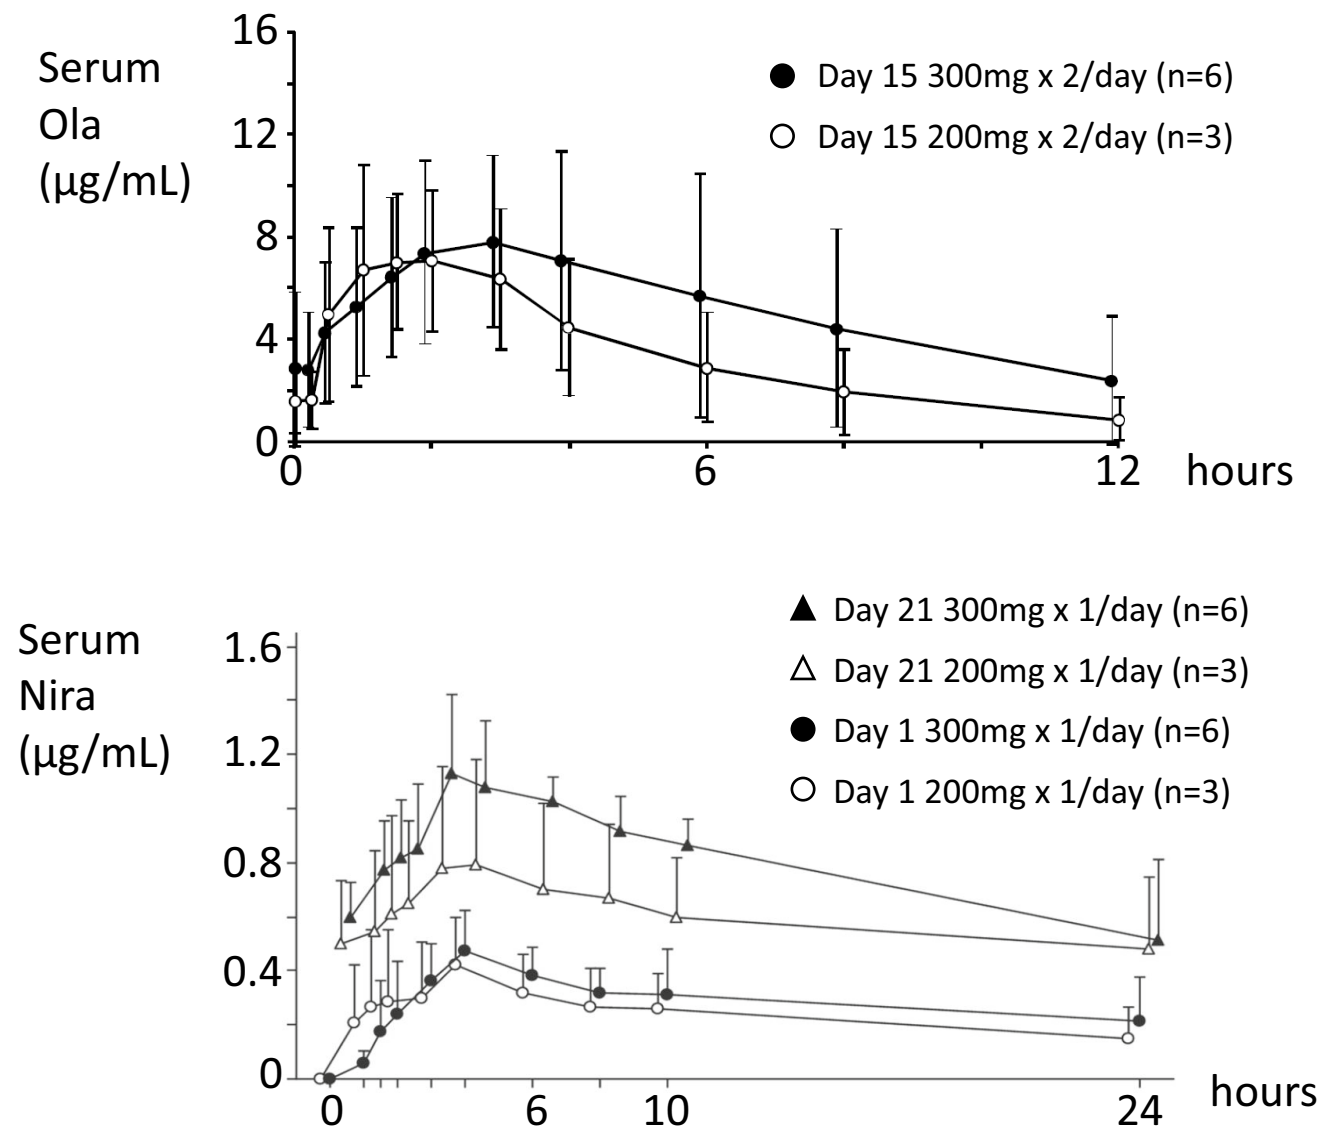 Serum
Ola
(μg/mL)
16
12
8
4
0
Day 15 300mg x 2/day (n=6)
Day 15 200mg x 2/day (n=3)
0 6 12 hours
Serum
Nira
(μg/mL)
1.6
1.2
0.8
0.4
0
Day 21 300mg x 1/day (n=6)
Day 21 200mg x 1/day (n=3)
Day 1 300mg x 1/day (n=6)
Day 1 200mg x 1/day (n=3)
0 6 10 24 hours